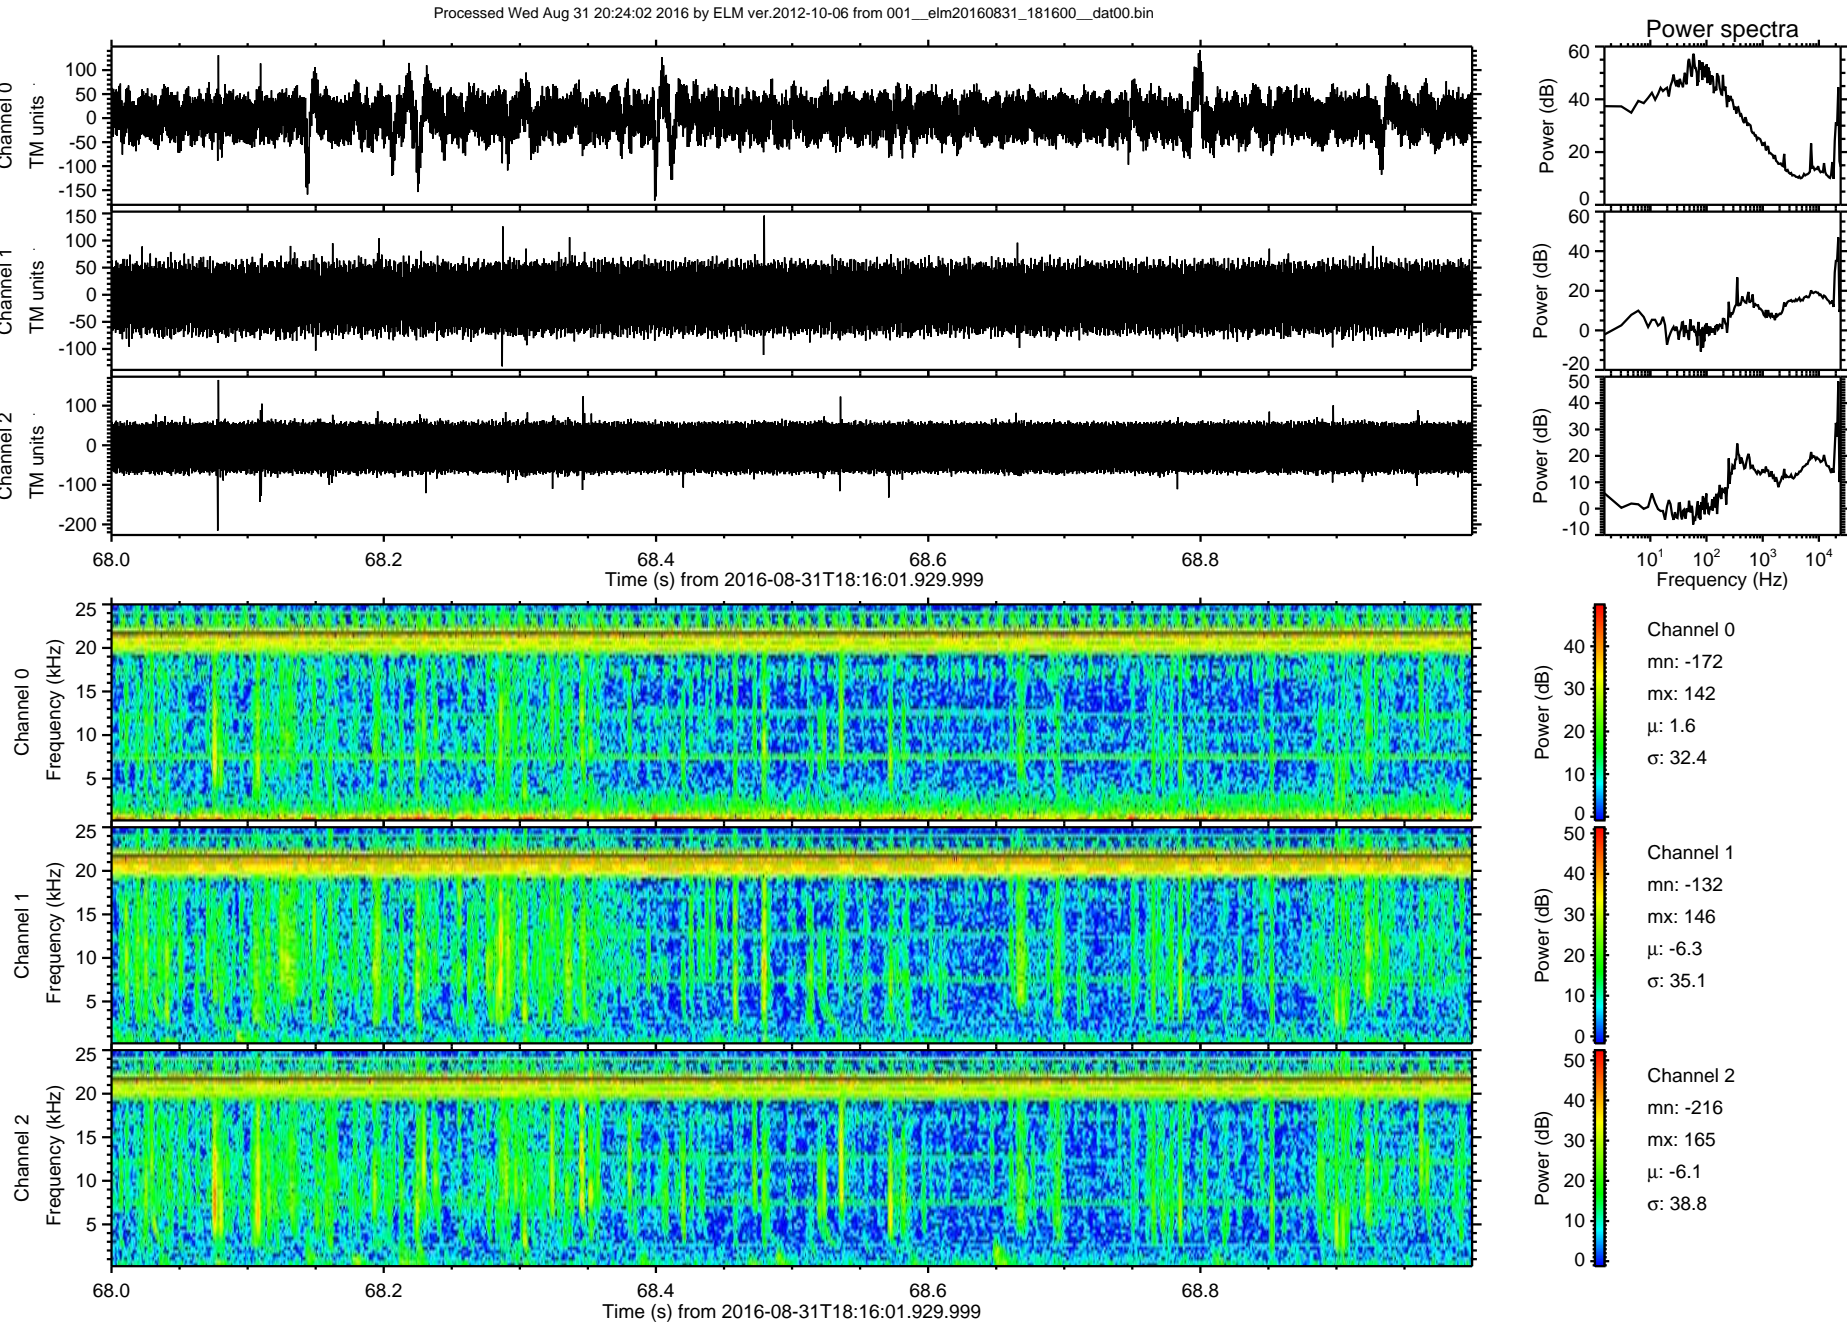 Processed Wed Aug 31 20:24:02 2016 by ELM ver.2012-10-06 from 001__elm20160831_181600__dat00.bin
Power spectra
Channel 0
TM units
100
50
0
-50
-100
-150
Power (dB)
60
40
20
0
Channel 1
TM units
150
100
50
0
-50
-100
Power (dB)
60
40
20
0
-20
Channel 2
TM units
100
0
-100
-200
Power (dB)
50
40
30
20
10
0
-10
68.0 68.2 68.4 68.6 68.8
Time (s) from 2016-08-31T18:16:01.929.999
10^1 10^2 10^3 10^4
Frequency (Hz)
Channel 0
Frequency (kHz)
25
20
15
10
5
Power (dB)
40
30
20
10
0
Channel 0
mn: -172
mx: 142
μ: 1.6
σ: 32.4
Channel 1
Frequency (kHz)
25
20
15
10
5
Power (dB)
50
40
30
20
10
0
Channel 1
mn: -132
mx: 146
μ: -6.3
σ: 35.1
Channel 2
Frequency (kHz)
25
20
15
10
5
Power (dB)
50
40
30
20
10
0
Channel 2
mn: -216
mx: 165
μ: -6.1
σ: 38.8
68.0 68.2 68.4 68.6 68.8
Time (s) from 2016-08-31T18:16:01.929.999